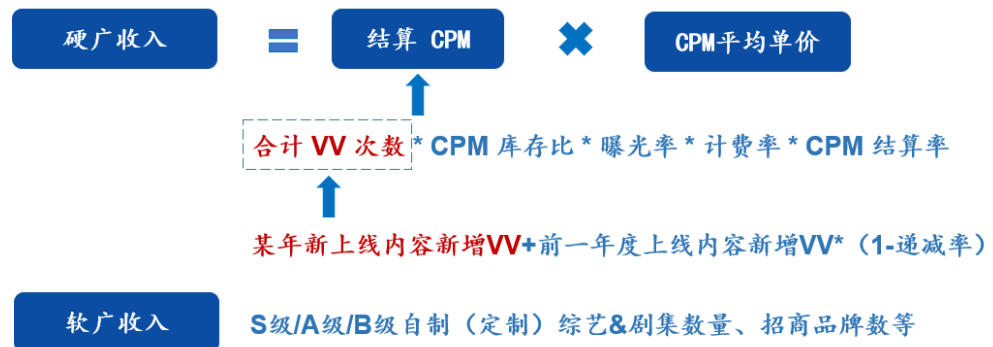 硬广收入 = 结算 CPM × CPM平均单价
合计 VV 次数 * CPM 库存比 * 曝光率 * 计费率 * CPM 结算率
某年新上线内容新增VV+前一年度上线内容新增VV*（1-递减率）
软广收入 S级/A级/B级自制（定制）综艺&剧集数量、招商品牌数等